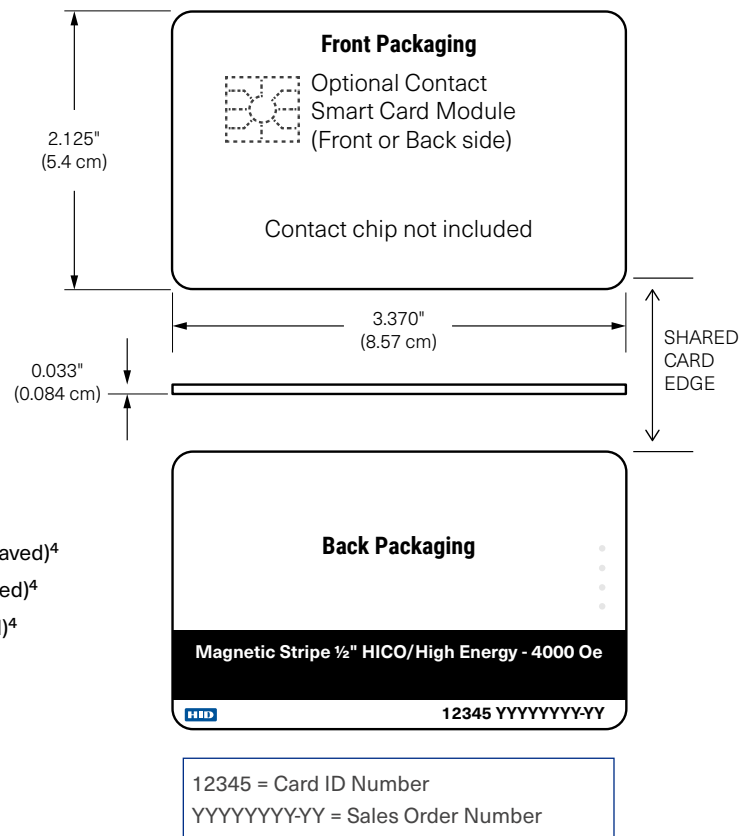 Front Packaging
Optional Contact
Smart Card Module
(Front or Back side)
2.125"
(5.4 cm)
Contact chip not included
3.370"
(8.57 cm)
SHARED
CARD
EDGE
0.033"
(0.084 cm)
Back Packaging
aved)⁴
ed)⁴
)⁴
Magnetic Stripe ½" HICO/High Energy - 4000 Oe
HID
12345 YYYYYYYY-YY
12345 = Card ID Number
YYYYYYYY-YY = Sales Order Number